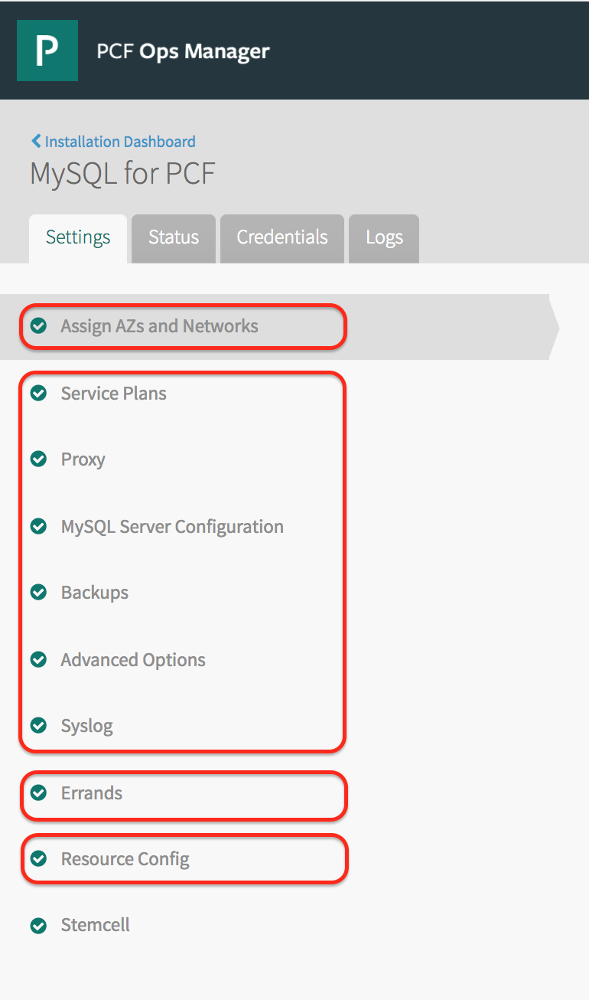 P PCF Ops Manager
Installation Dashboard
MySQL for PCF
Settings Status Credentials Logs
Assign AZs and Networks
Service Plans
Proxy
MySQL Server Configuration
Backups
Advanced Options
Syslog
Errands
Resource Config
Stemcell